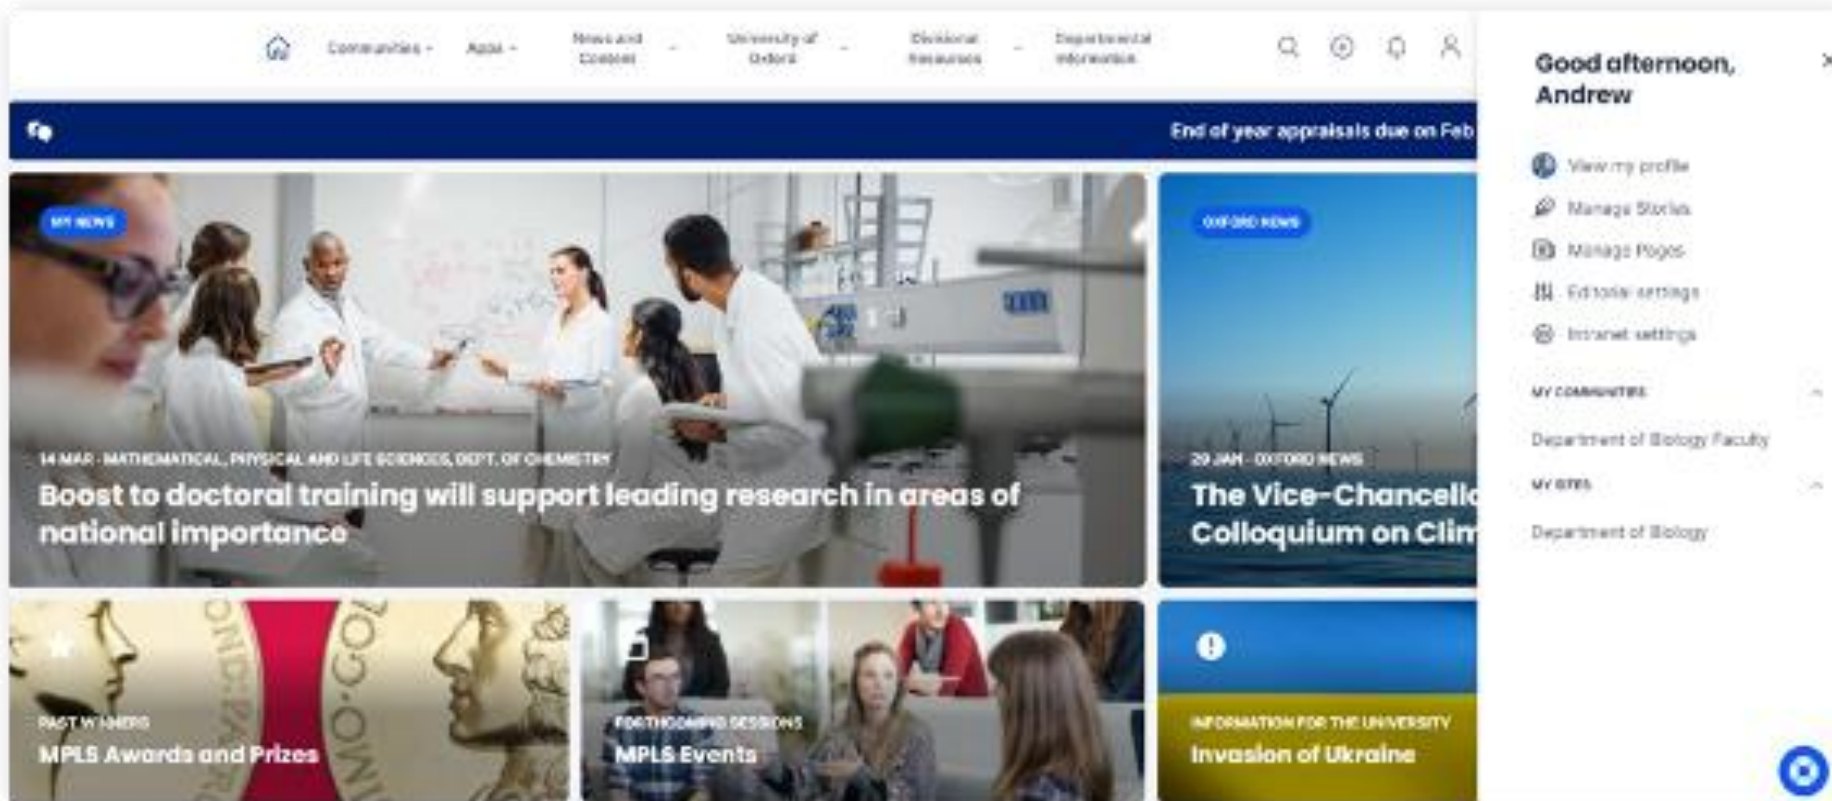 Communities
Apps
News and
Content
University of
Oxford
Divisional
Resources
Departmental
Information
Good afternoon,
Andrew
End of year appraisals due on Feb
View my profile
Manage Stories
Manage Pages
Editorial settings
Intranet settings
MY COMMUNITIES
Department of Biology Faculty
MY SITES
Department of Biology
MY NEWS
14 MAR - MATHEMATICAL, PHYSICAL AND LIFE SCIENCES, DEPT. OF CHEMISTRY
Boost to doctoral training will support leading research in areas of
national importance
OXFORD NEWS
29 JAN - OXFORD NEWS
The Vice-Chancello
Colloquium on Clim
PAST WINNERS
MPLS Awards and Prizes
FORTHCOMING SESSIONS
MPLS Events
INFORMATION FOR THE UNIVERSITY
Invasion of Ukraine